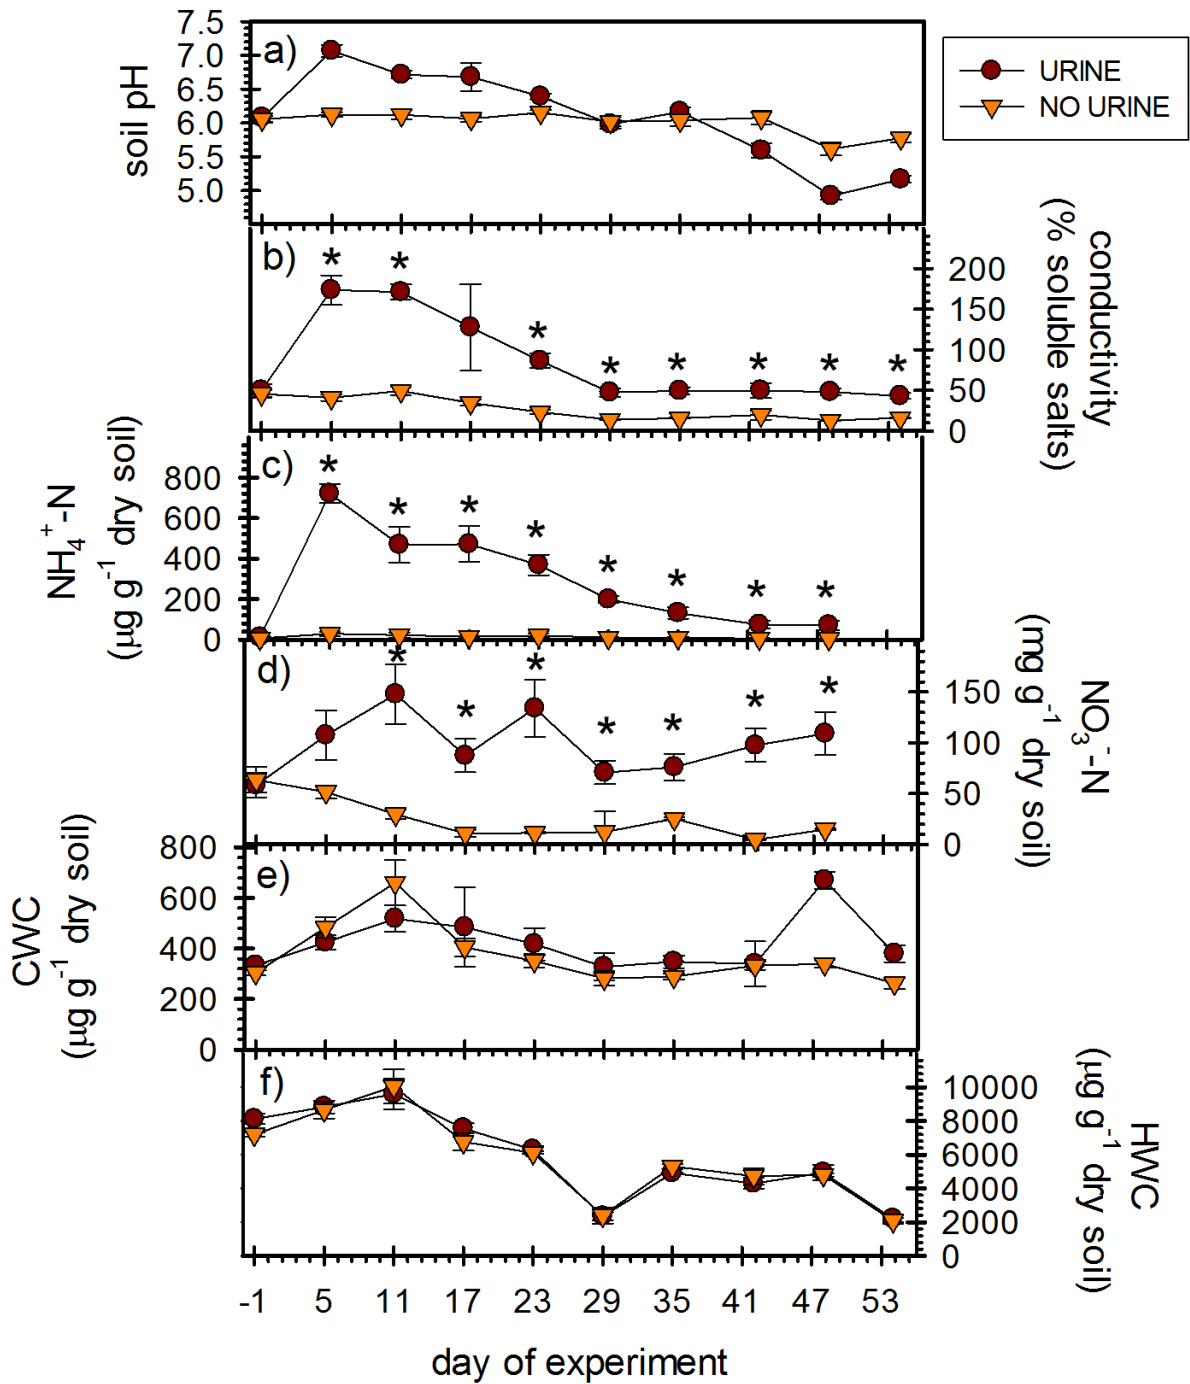 7.5
7.0
6.5
6.0
5.5
5.0
soil pH
a)
URINE
NO URINE
b)
* * * * * * * *
200
150
100
50
0
conductivity
(% soluble salts)
c)
* * * * * * * *
800
600
400
200
0
NH₄⁺-N
(µg g⁻¹ dry soil)
d)
* * * * * * *
150
100
50
0
NO₃⁻-N
(mg g⁻¹ dry soil)
e)
800
600
400
200
0
CWC
(µg g⁻¹ dry soil)
f)
10000
8000
6000
4000
2000
0
HWC
(µg g⁻¹ dry soil)
-1 5 11 17 23 29 35 41 47 53
day of experiment